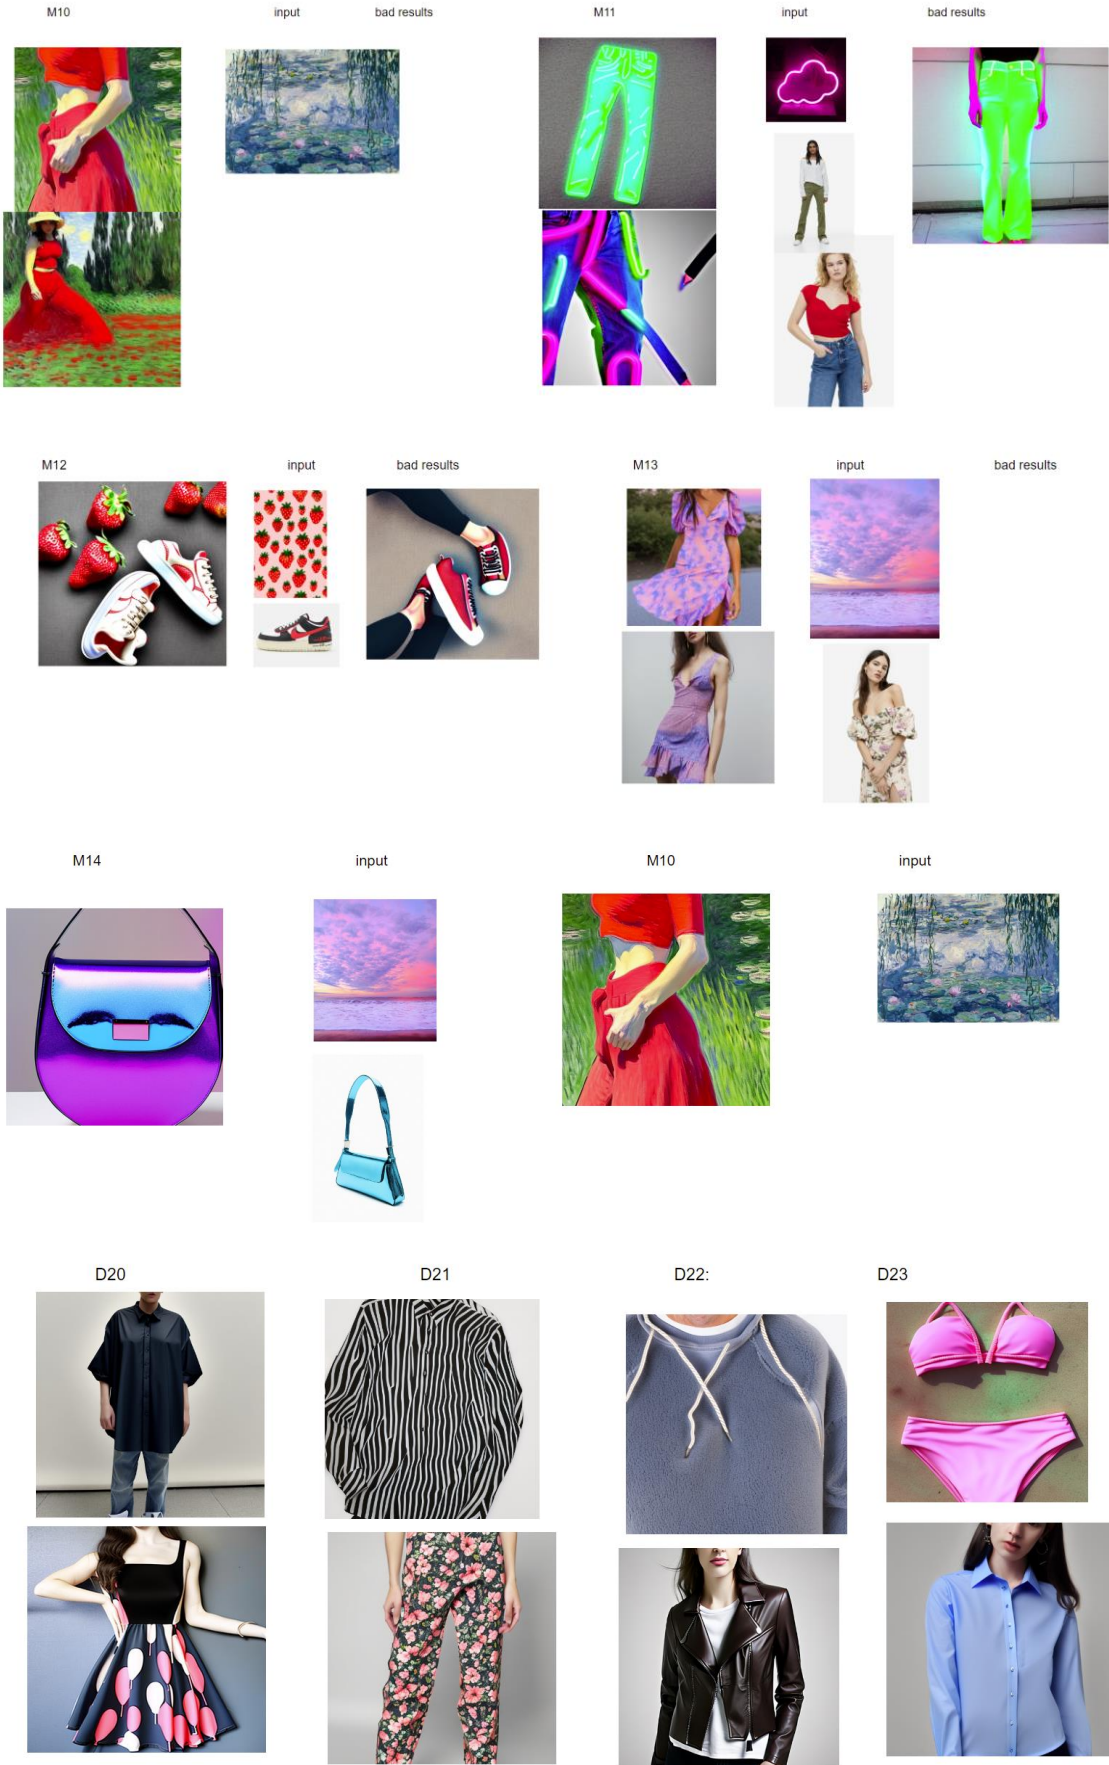 M10 input bad results M11 input bad results
M12 input bad results M13 input bad results
M14 input M10 input
D20 D21 D22: D23